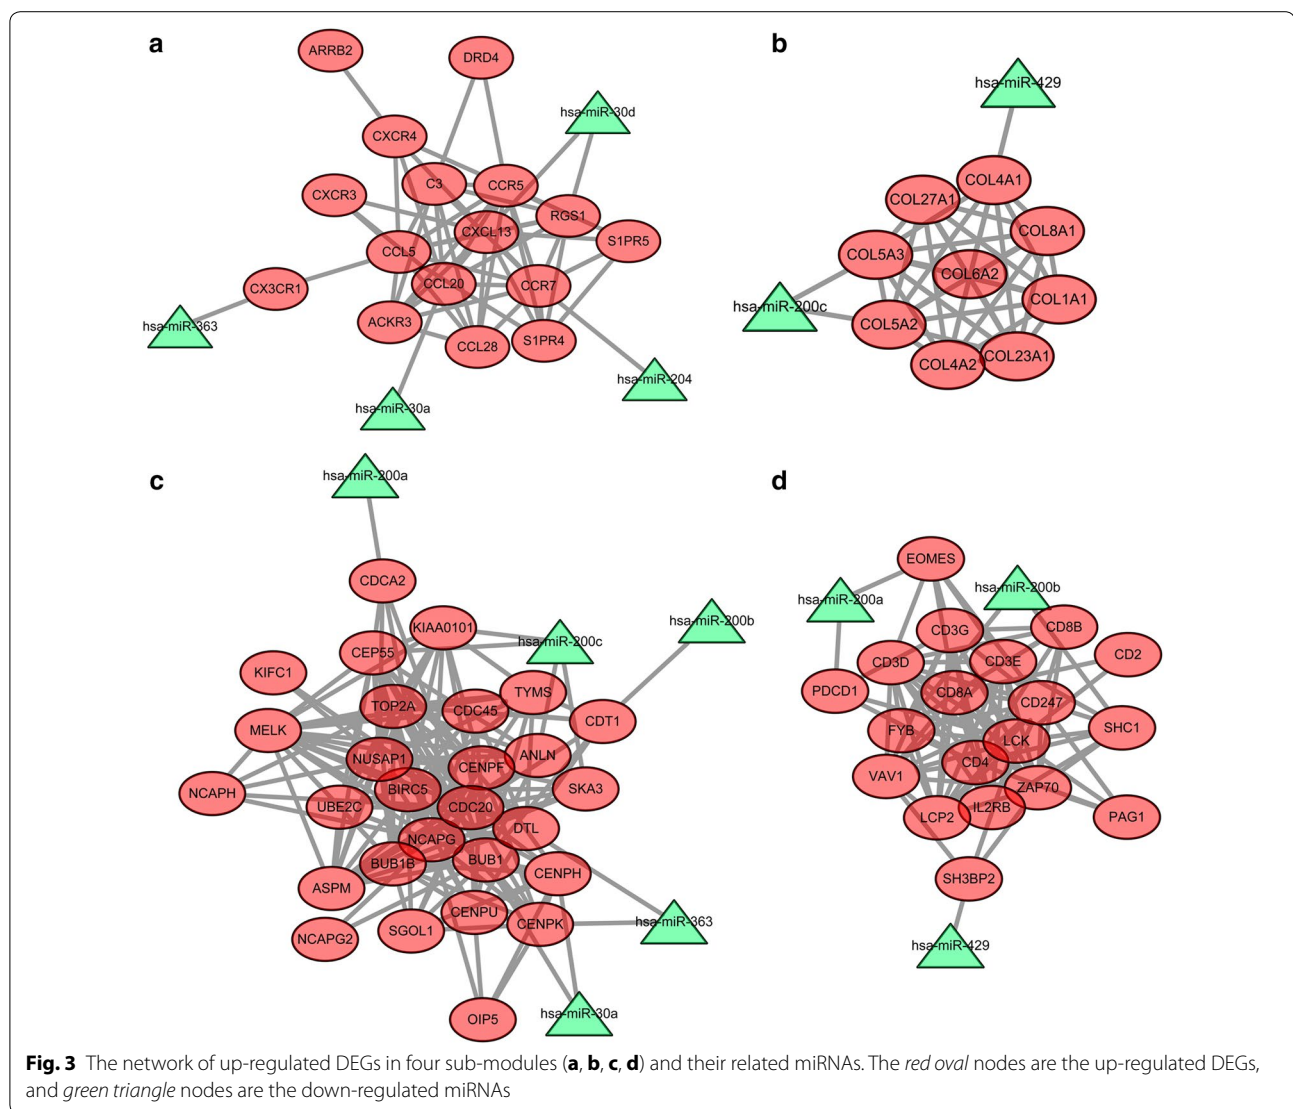 a
ARRB2
DRD4
hsa-miR-30d
CXCR4
C3
CCR5
CXCR3
RGS1
CXCL13
S1PR5
CCL5
CCL20
CCR7
CX3CR1
hsa-miR-363
ACKR3
CCL28
S1PR4
hsa-miR-204
hsa-miR-30a
b
hsa-miR-429
COL4A1
COL27A1
COL8A1
COL5A3
COL6A2
hsa-miR-200c
COL1A1
COL5A2
COL4A2
COL23A1
c
hsa-miR-200a
CDCA2
KIAA0101
hsa-miR-200b
hsa-miR-200c
CEP55
KIFC1
TYMS
TOP2A
CDC45
CDT1
MELK
NUSAP1
ANLN
CENPF
BIRC5
SKA3
NCAPH
UBE2C
CDC20
DTL
NCAPG
BUB1B
BUB1
CENPH
ASPM
CENPU
CENPK
hsa-miR-363
SGOL1
NCAPG2
OIP5
hsa-miR-30a
d
EOMES
hsa-miR-200a
hsa-miR-200b
CD3G
CD8B
CD3D
CD3E
CD2
PDCD1
CD8A
CD247
FYB
LCK
SHC1
VAV1
CD4
ZAP70
LCP2
IL2RB
PAG1
SH3BP2
hsa-miR-429
Fig. 3 The network of up-regulated DEGs in four sub-modules (a, b, c, d) and their related miRNAs. The red oval nodes are the up-regulated DEGs,
and green triangle nodes are the down-regulated miRNAs